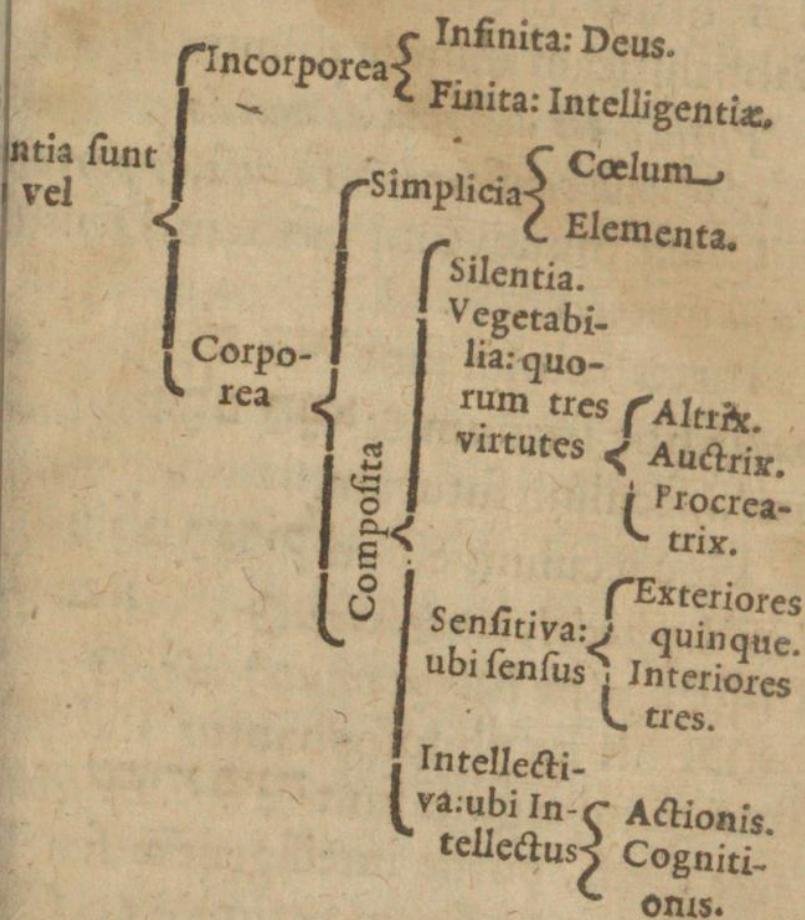 ntia ſunt
vel
Incorporea
Infinita: Deus.
Finita: Intelligentiæ.
Corpo-
rea
Simplicia
Cœlum
Elementa.
Compoſita
Silentia.
Vegetabi-
lia: quo-
rum tres
virtutes
Altrix.
Auctrix.
Procrea-
trix.
Senſitiva:
ubi ſenſus
Exteriores
quinque.
Interiores
tres.
Intellecti-
va: ubi In-
tellectus
Actionis.
Cogniti-
onis.